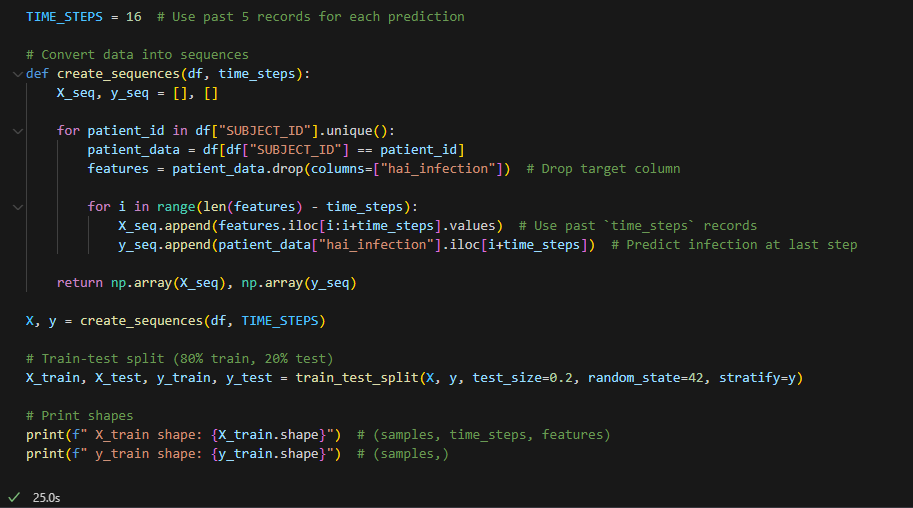 TIME_STEPS = 16  # Use past 5 records for each prediction
# Convert data into sequences
def create_sequences(df, time_steps):
    X_seq, y_seq = [], []
    for patient_id in df["SUBJECT_ID"].unique():
        patient_data = df[df["SUBJECT_ID"] == patient_id]
        features = patient_data.drop(columns=["hai_infection"])  # Drop target column
        for i in range(len(features) - time_steps):
            X_seq.append(features.iloc[i:i+time_steps].values)  # Use past `time_steps` records
            y_seq.append(patient_data["hai_infection"].iloc[i+time_steps])  # Predict infection at last step
    return np.array(X_seq), np.array(y_seq)
X, y = create_sequences(df, TIME_STEPS)
# Train-test split (80% train, 20% test)
X_train, X_test, y_train, y_test = train_test_split(X, y, test_size=0.2, random_state=42, stratify=y)
# Print shapes
print(f" X_train shape: {X_train.shape}")  # (samples, time_steps, features)
print(f" y_train shape: {y_train.shape}")  # (samples,)
25.0s